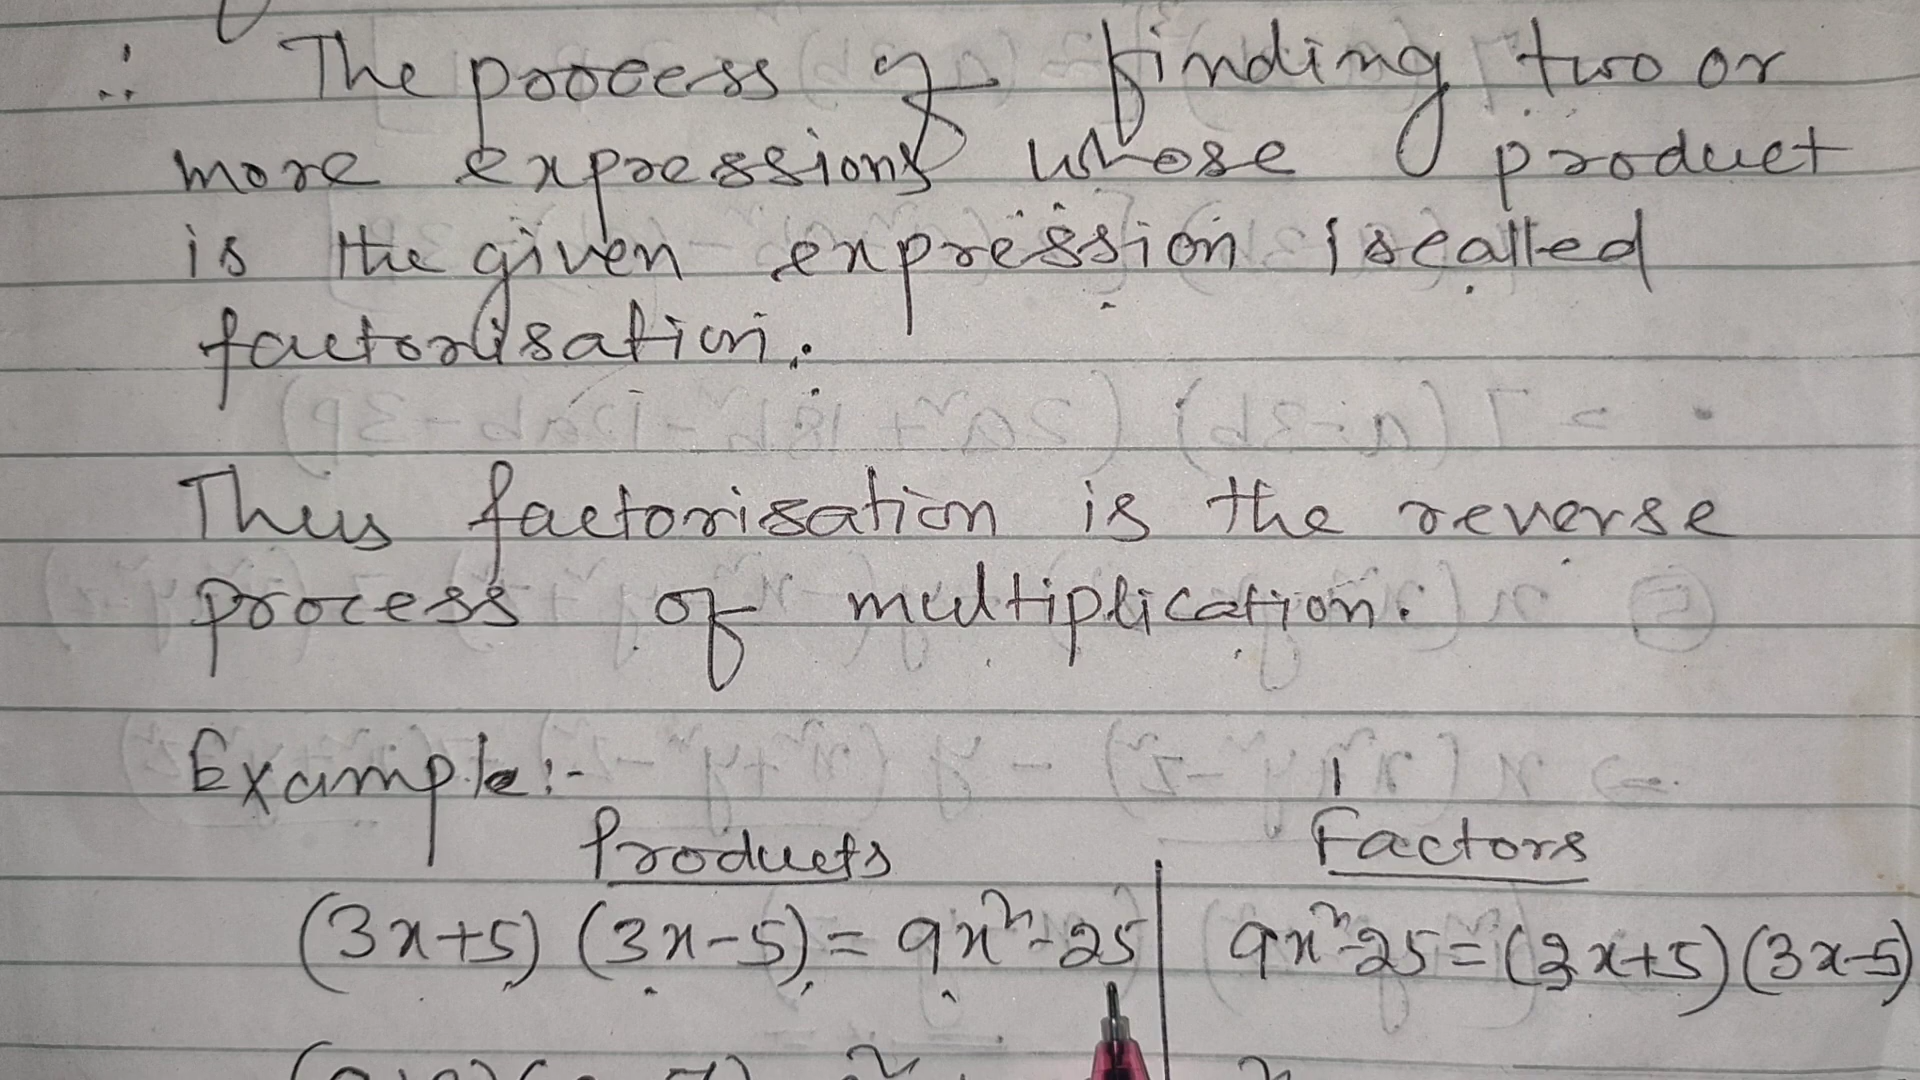 ∴ The process of finding two or
more expressions whose product
is the given expression is called
factorisation.
Thus factorisation is the reverse
process of multiplication.
Example:-
Products Factors
(3x+5) (3x-5) = 9x²-25 | 9x²-25 = (3x+5)(3x-5)